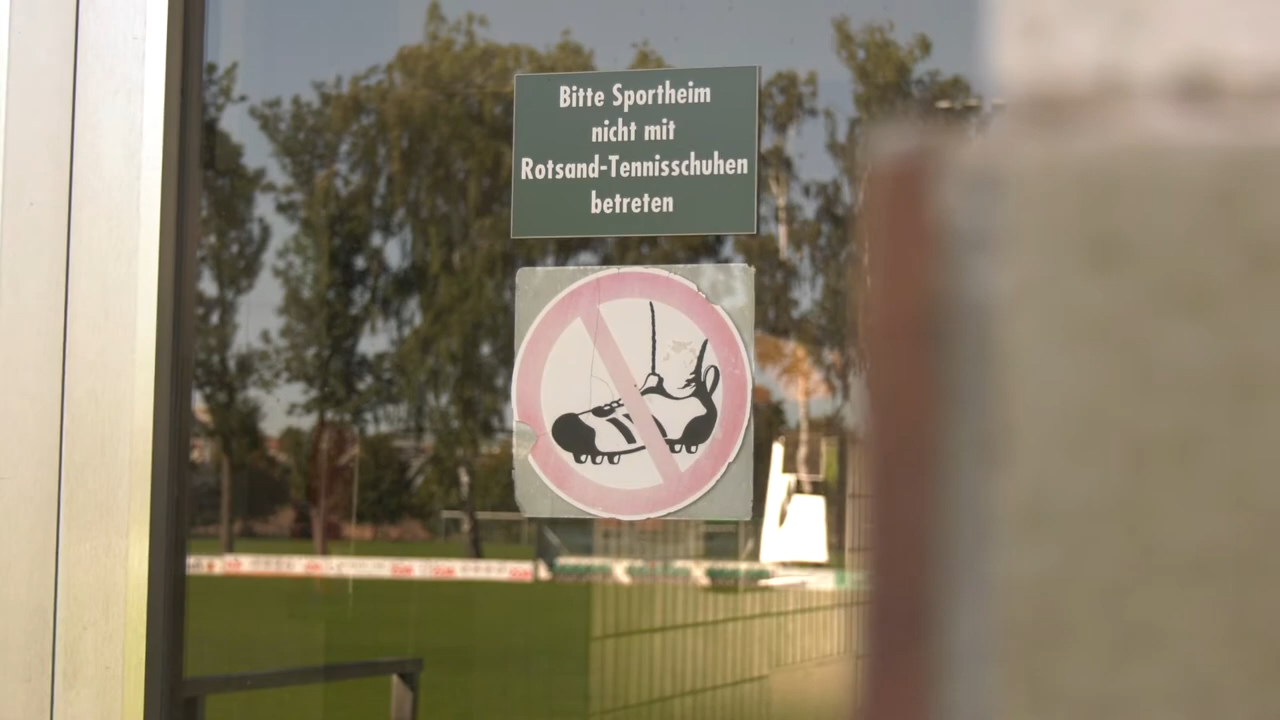 Bitte Sportheim
nicht mit
Rotsand-Tennisschuhen
betreten